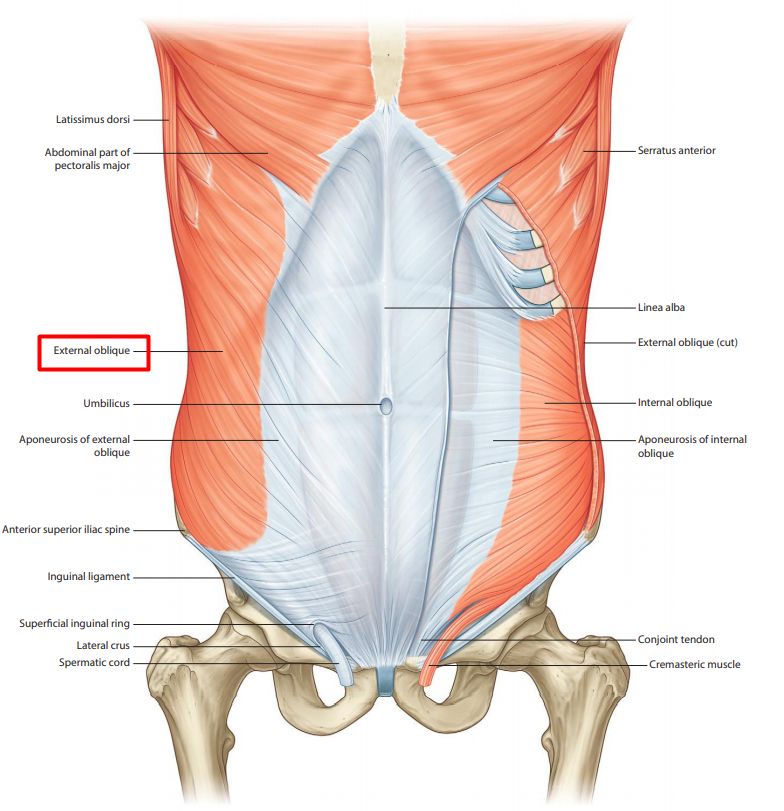 Latissimus dorsi
Abdominal part of
pectoralis major
External oblique
Umbilicus
Aponeurosis of external
oblique
Anterior superior iliac spine
Inguinal ligament
Superficial inguinal ring
Lateral crus
Spermatic cord
Serratus anterior
Linea alba
External oblique (cut)
Internal oblique
Aponeurosis of internal
oblique
Conjoint tendon
Cremasteric muscle